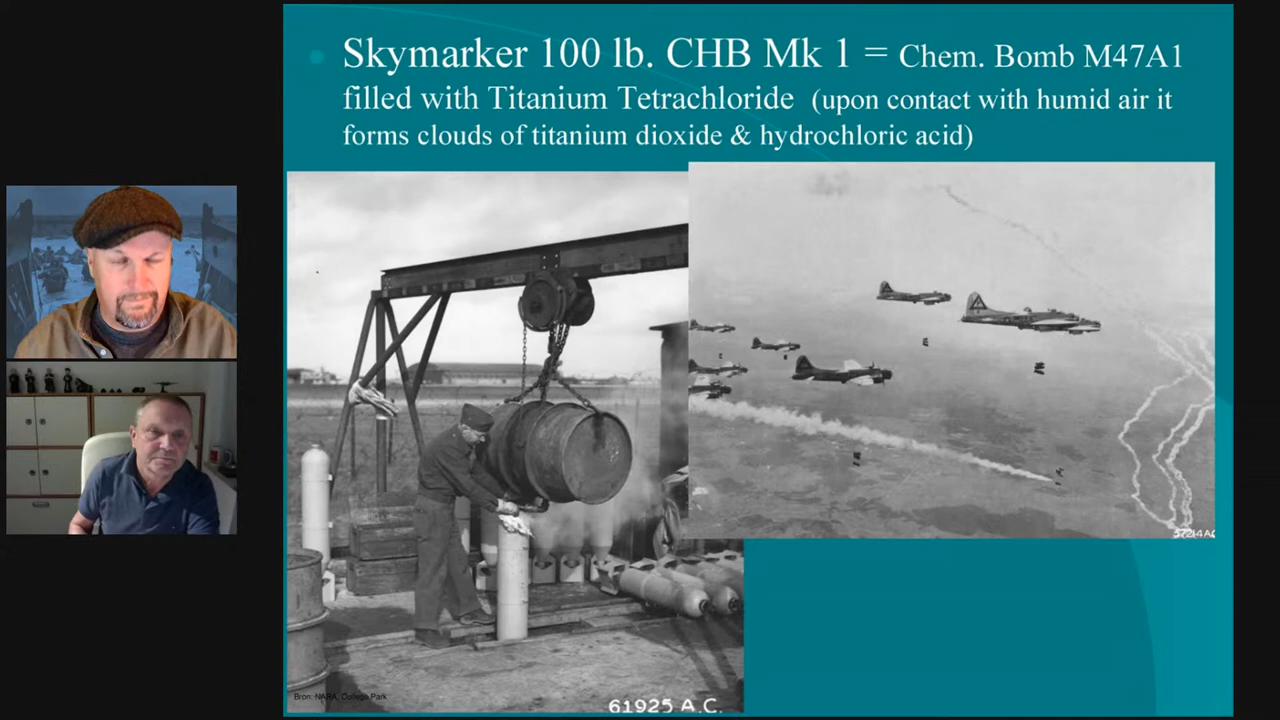 Skymarker 100 lb. CHB Mk 1 = Chem. Bomb M47A1
filled with Titanium Tetrachloride (upon contact with humid air it
forms clouds of titanium dioxide & hydrochloric acid)
57214AC
Bron: NARA, College Park
61925 A.C.